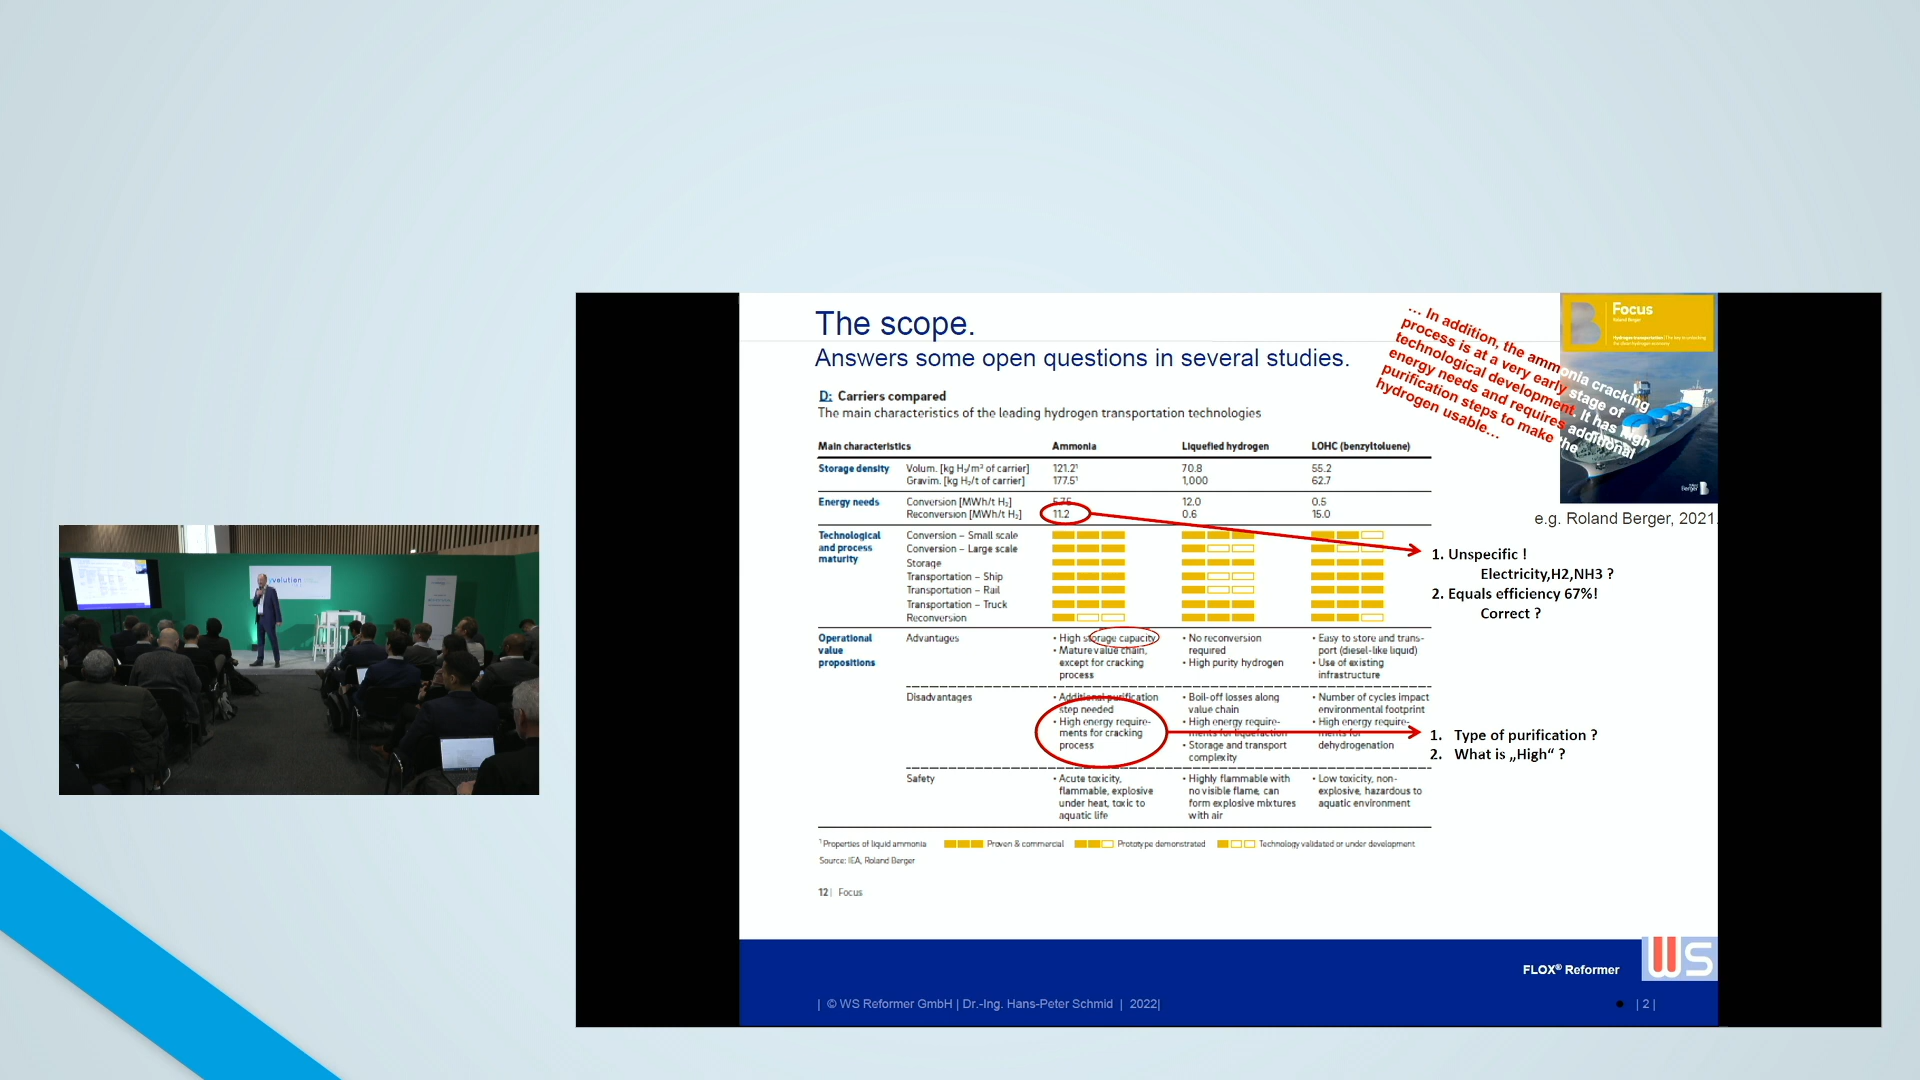 The scope.
Answers some open questions in several studies.
… In addition, the ammonia cracking
process is at a very early stage of
technological development. It has high
energy needs and requires additional
purification steps to make the
hydrogen usable…
Focus
Roland Berger
e.g. Roland Berger, 2021.
D: Carriers compared
The main characteristics of the leading hydrogen transportation technologies
Main characteristics Ammonia Liquefied hydrogen LOHC (benzyltoluene)
Storage density Volum. [kg H₂/m³ of carrier] 121.2¹ 70.8 55.2
Gravim. [kg H₂/t of carrier] 177.5¹ 1,000 62.7
Energy needs Conversion [MWh/t H₂] 12.0 0.5
Reconversion [MWh/t H₂] 11.2 0.6 15.0
Technological
and process
maturity
Conversion – Small scale
Conversion – Large scale
Storage
Transportation – Ship
Transportation – Rail
Transportation – Truck
Reconversion
1. Unspecific !
Electricity,H2,NH3 ?
2. Equals efficiency 67%!
Correct ?
Operational
value
propositions
Advantages
• High storage capacity
• Mature value chain,
except for cracking
process
• No reconversion
required
• High purity hydrogen
• Easy to store and trans-
port (diesel-like liquid)
• Use of existing
infrastructure
Disadvantages
• Additional purification
step needed
• High energy require-
ments for cracking
process
• Boil-off losses along
value chain
• High energy require-
ments for liquefaction
• Storage and transport
complexity
• Number of cycles impact
environmental footprint
• High energy require-
ments for
dehydrogenation
1. Type of purification ?
2. What is „High“ ?
Safety
• Acute toxicity,
flammable, explosive
under heat, toxic to
aquatic life
• Highly flammable with
no visible flame, can
form explosive mixtures
with air
• Low toxicity, non-
explosive, hazardous to
aquatic environment
¹ Properties of liquid ammonia Proven & commercial Prototype demonstrated Technology validated or under development
Source: IEA, Roland Berger
12 | Focus
FLOX® Reformer
WS
| © WS Reformer GmbH | Dr.-Ing. Hans-Peter Schmid | 2022|
| 2 |